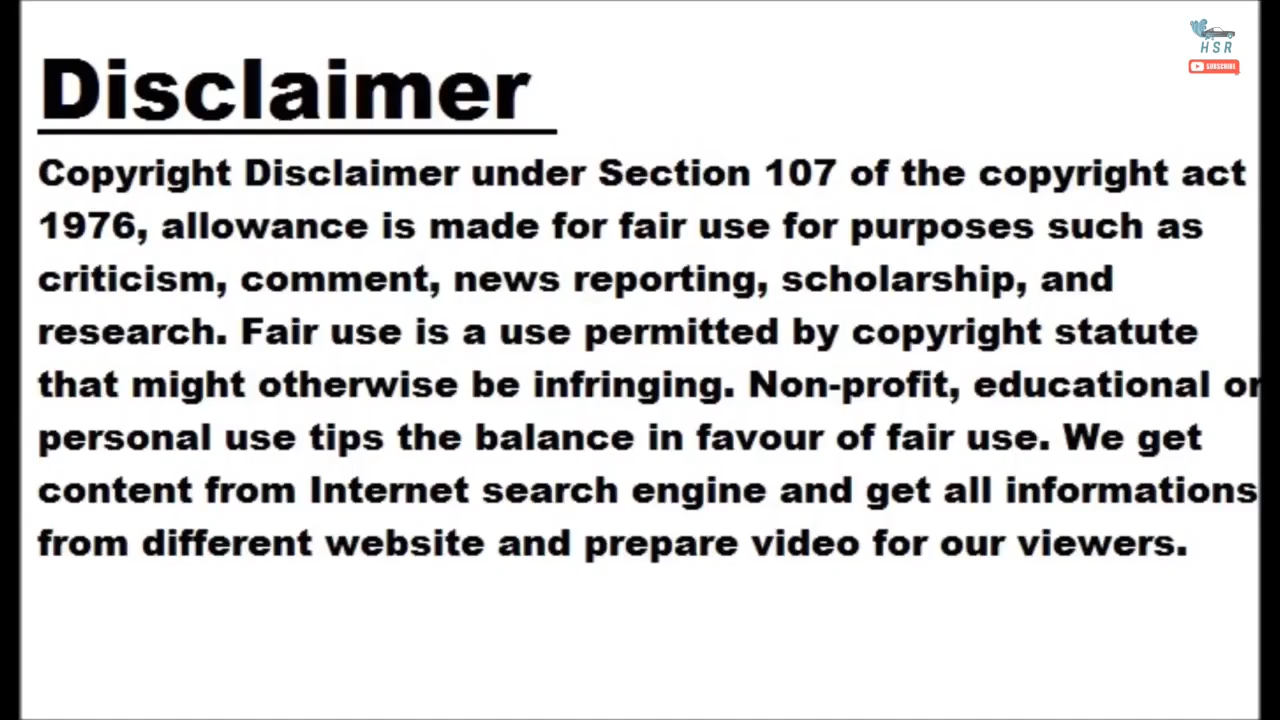 HSR
SUBSCRIBE
Disclaimer
Copyright Disclaimer under Section 107 of the copyright act
1976, allowance is made for fair use for purposes such as
criticism, comment, news reporting, scholarship, and
research. Fair use is a use permitted by copyright statute
that might otherwise be infringing. Non-profit, educational or
personal use tips the balance in favour of fair use. We get
content from Internet search engine and get all informations
from different website and prepare video for our viewers.